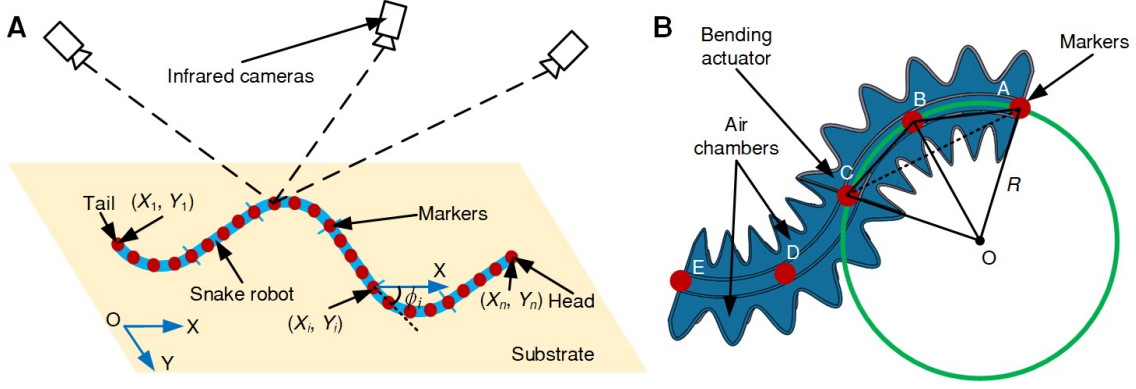 A
Infrared cameras
Tail
(X1, Y1)
Markers
Snake robot
X
ϕi
(Xi, Yi)
(Xn, Yn)
Head
O
X
Y
Substrate
B
Bending
actuator
Markers
Air
chambers
A
B
C
D
E
R
O